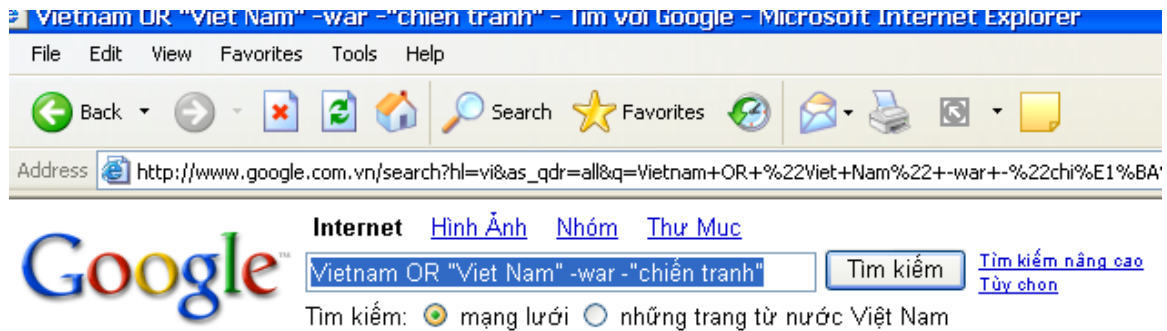 Vietnam OR "Viet Nam" -war -"chiến tranh" - Tìm với Google - Microsoft Internet Explorer
File Edit View Favorites Tools Help
Back Search Favorites
Address http://www.google.com.vn/search?hl=vi&as_qdr=all&q=Vietnam+OR+%22Viet+Nam%22+-war+-%22chi%E1%BA%
Internet Hình Ảnh Nhóm Thư Mục
Google™ Vietnam OR "Viet Nam" -war -"chiến tranh" Tìm kiếm Tìm kiếm nâng cao
Tùy chọn
Tìm kiếm: mạng lưới những trang từ nước Việt Nam